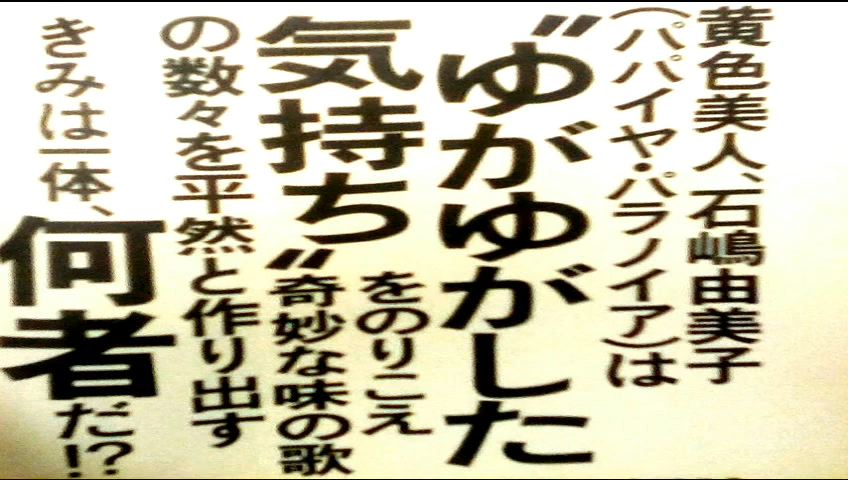 黄色美人、石嶋由美子
(パパイヤ・パラノイア)は
〝ゆがゆがした
気持ち〟をのりこえ
奇妙な味の歌
の数々を平然と作り出す
きみは一体、何者だ!?